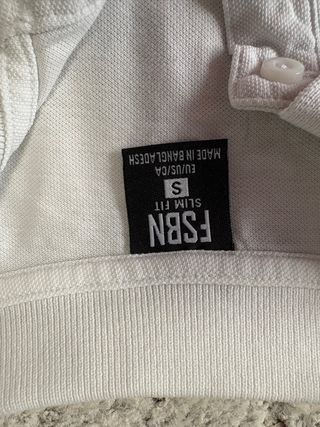 FSBN
SLIM FIT
S
EU/US/CA
MADE IN BANGLADESH